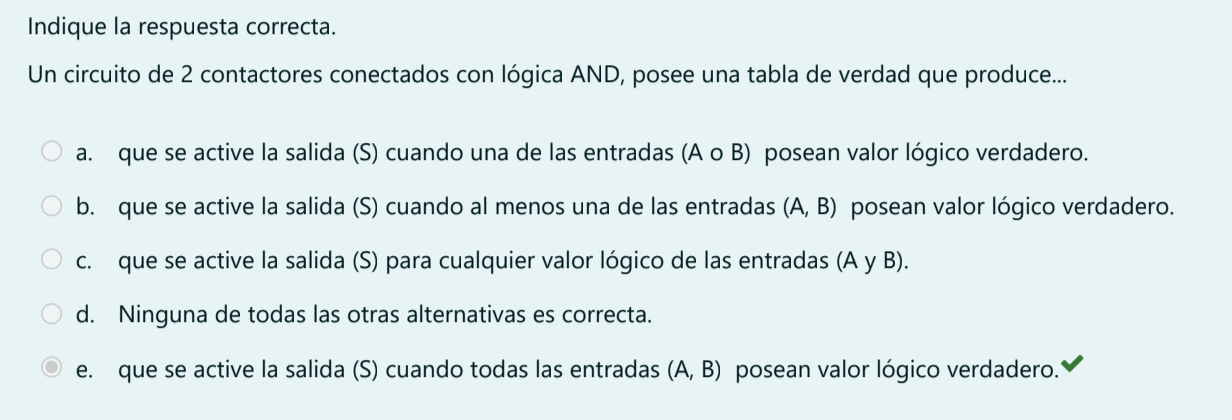 Indique la respuesta correcta.
Un circuito de 2 contactores conectados con lógica AND, posee una tabla de verdad que produce...
a. que se active la salida (S) cuando una de las entradas (A o B) posean valor lógico verdadero.
b. que se active la salida (S) cuando al menos una de las entradas (A, B) posean valor lógico verdadero.
c. que se active la salida (S) para cualquier valor lógico de las entradas (A y B).
d. Ninguna de todas las otras alternativas es correcta.
e. que se active la salida (S) cuando todas las entradas (A, B) posean valor lógico verdadero.